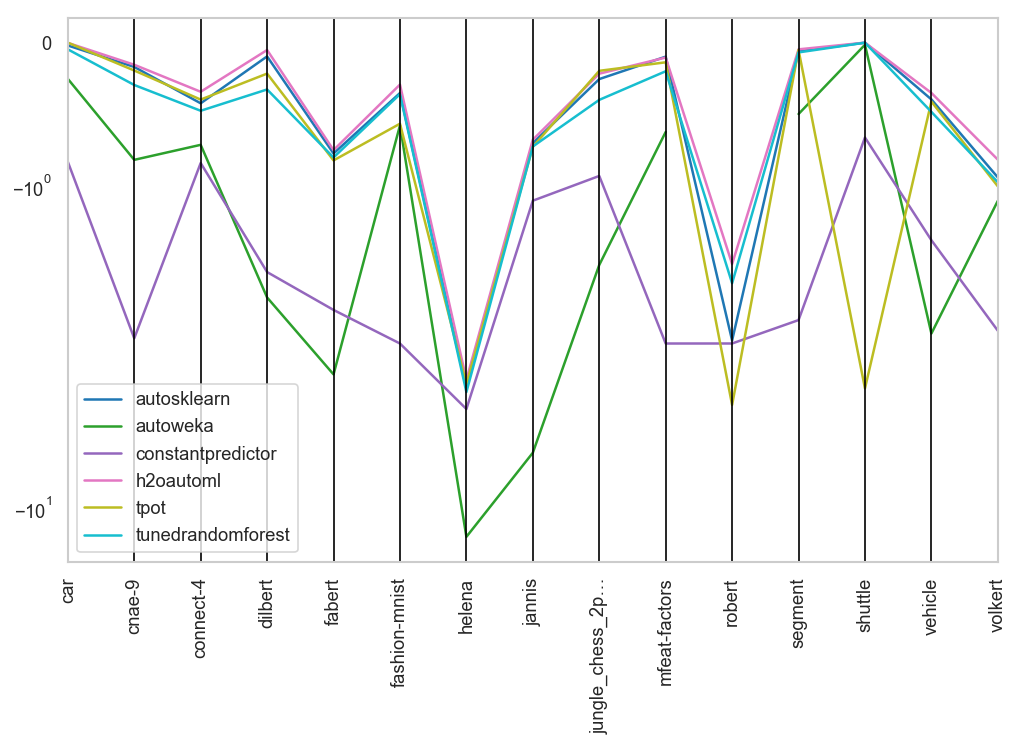 0
−10⁰
−10¹
autosklearn
autoweka
constantpredictor
h2oautoml
tpot
tunedrandomforest
car
cnae-9
connect-4
dilbert
fabert
fashion-mnist
helena
jannis
jungle_chess_2p…
mfeat-factors
robert
segment
shuttle
vehicle
volkert